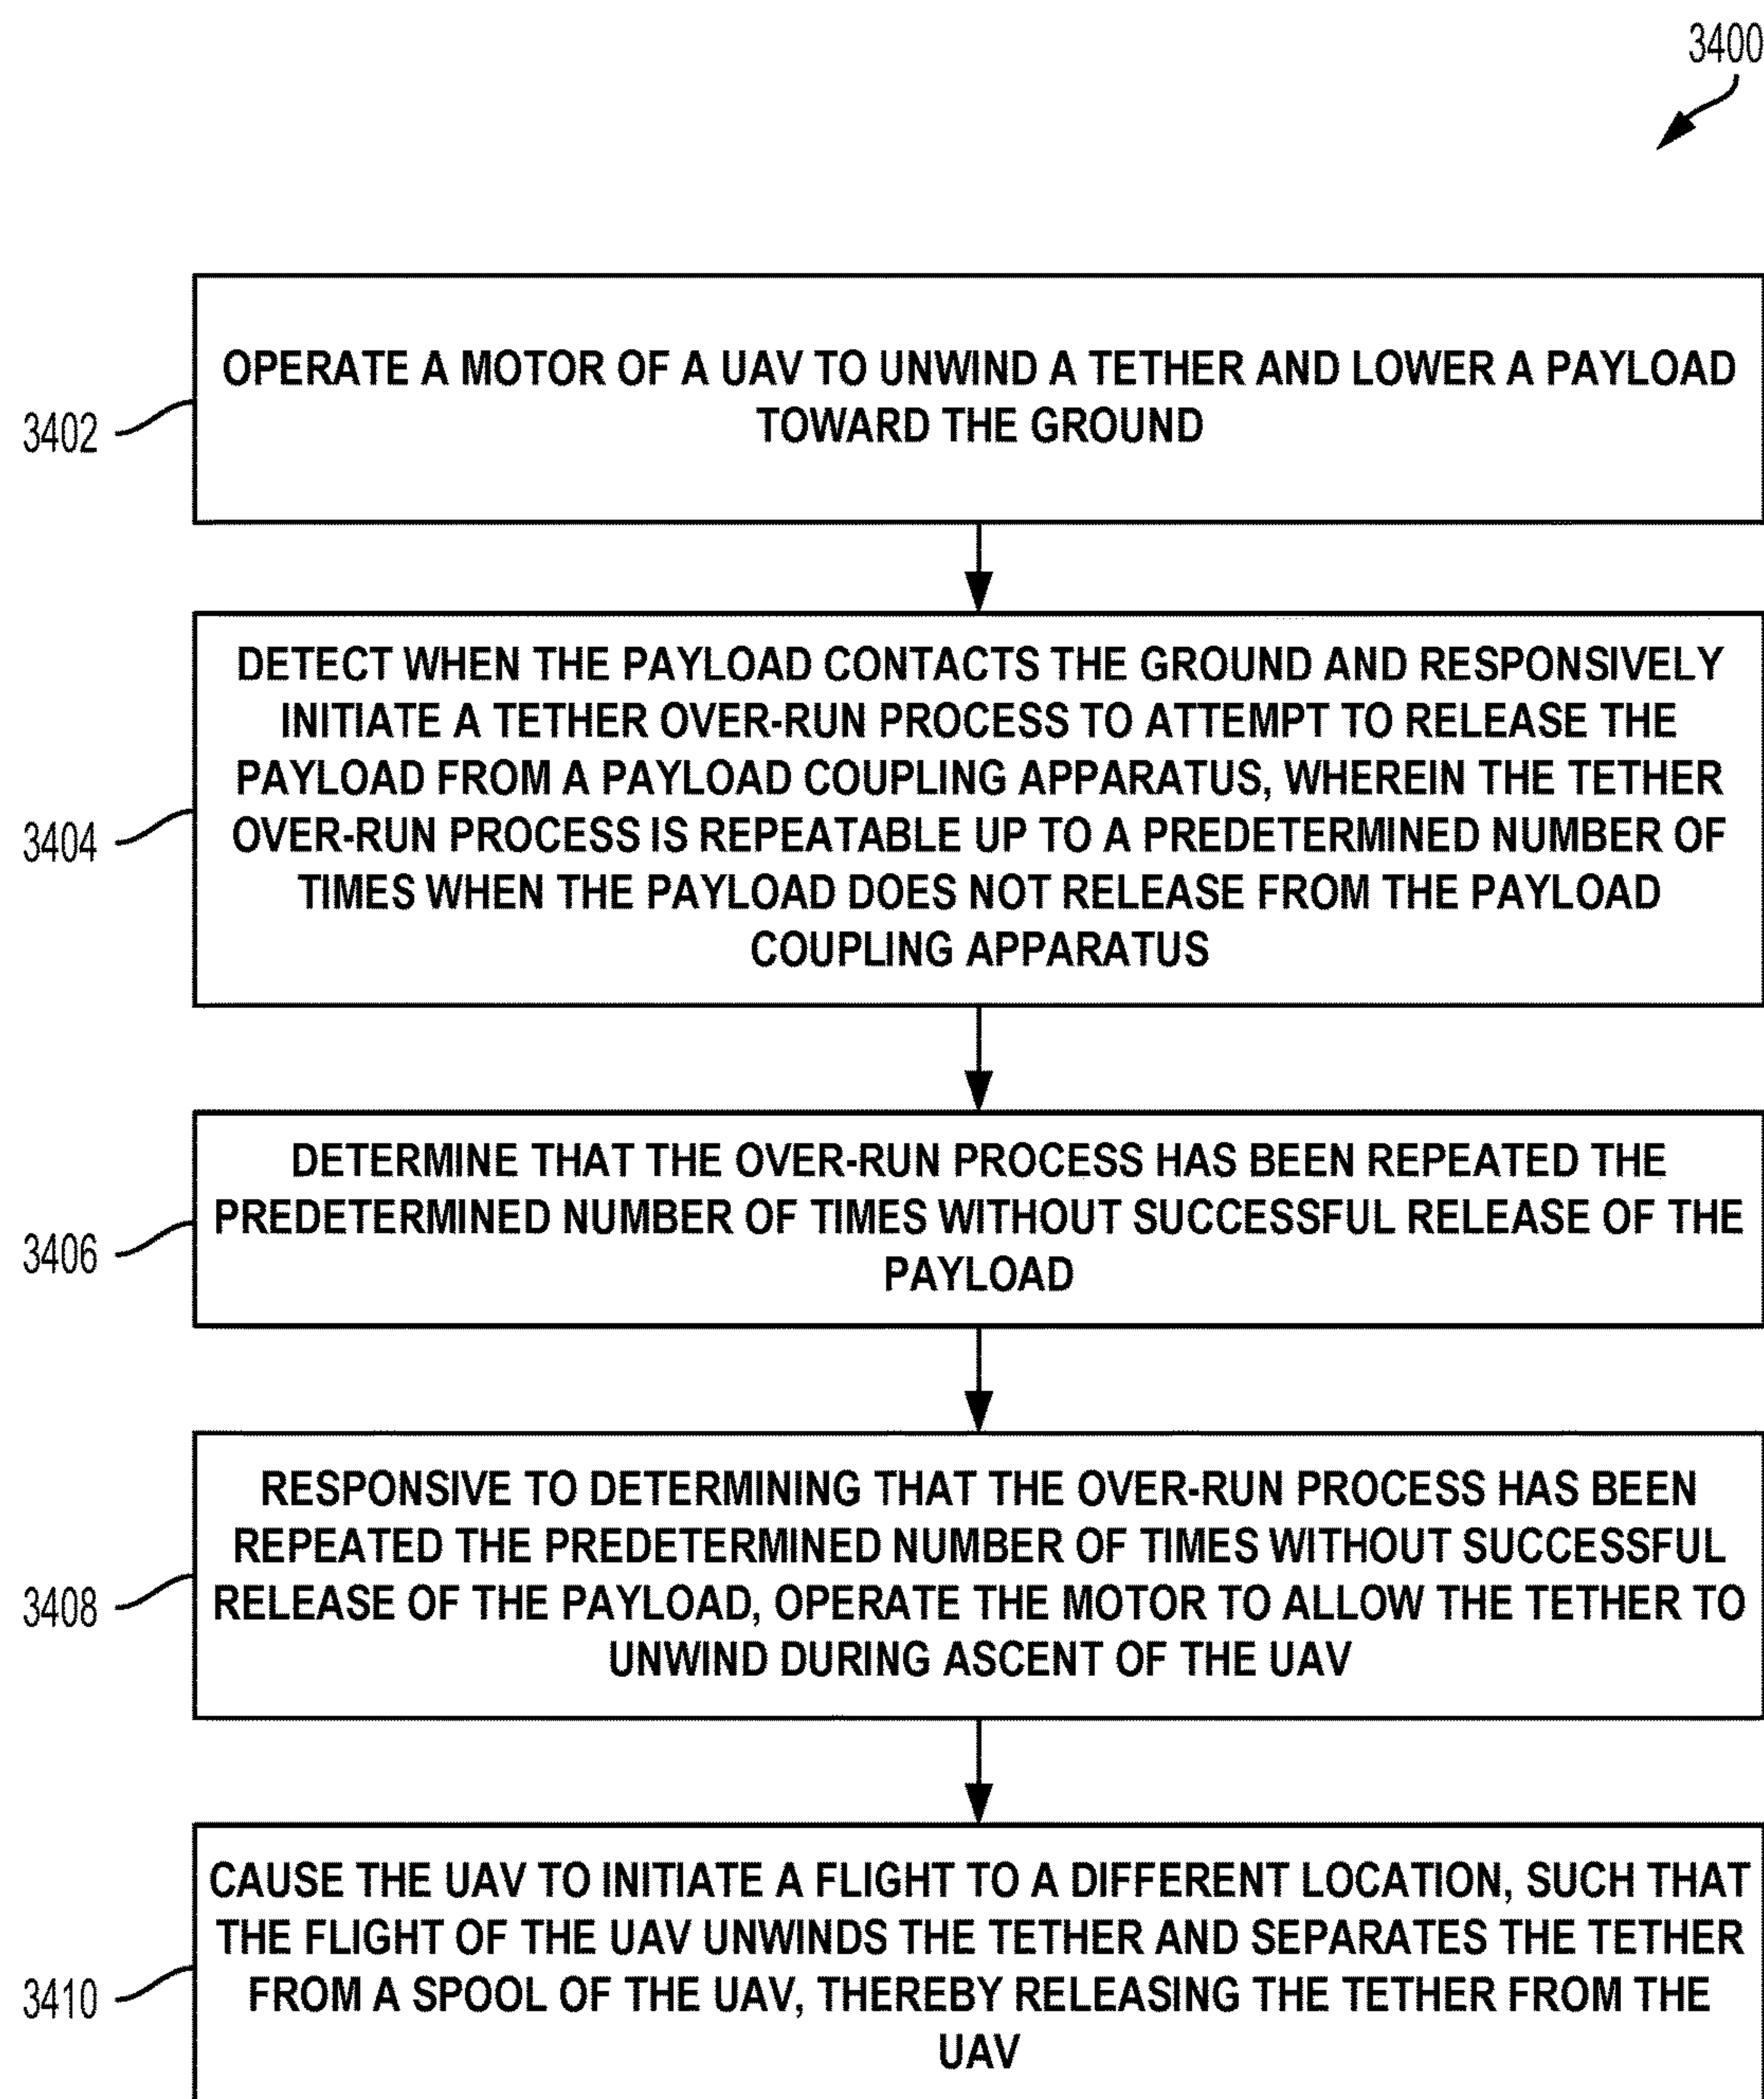 3400
OPERATE A MOTOR OF A UAV TO UNWIND A TETHER AND LOWER A PAYLOAD
TOWARD THE GROUND
3402
DETECT WHEN THE PAYLOAD CONTACTS THE GROUND AND RESPONSIVELY
INITIATE A TETHER OVER-RUN PROCESS TO ATTEMPT TO RELEASE THE
PAYLOAD FROM A PAYLOAD COUPLING APPARATUS, WHEREIN THE TETHER
OVER-RUN PROCESS IS REPEATABLE UP TO A PREDETERMINED NUMBER OF
TIMES WHEN THE PAYLOAD DOES NOT RELEASE FROM THE PAYLOAD
COUPLING APPARATUS
3404
DETERMINE THAT THE OVER-RUN PROCESS HAS BEEN REPEATED THE
PREDETERMINED NUMBER OF TIMES WITHOUT SUCCESSFUL RELEASE OF THE
PAYLOAD
3406
RESPONSIVE TO DETERMINING THAT THE OVER-RUN PROCESS HAS BEEN
REPEATED THE PREDETERMINED NUMBER OF TIMES WITHOUT SUCCESSFUL
RELEASE OF THE PAYLOAD, OPERATE THE MOTOR TO ALLOW THE TETHER TO
UNWIND DURING ASCENT OF THE UAV
3408
CAUSE THE UAV TO INITIATE A FLIGHT TO A DIFFERENT LOCATION, SUCH THAT
THE FLIGHT OF THE UAV UNWINDS THE TETHER AND SEPARATES THE TETHER
FROM A SPOOL OF THE UAV, THEREBY RELEASING THE TETHER FROM THE
UAV
3410